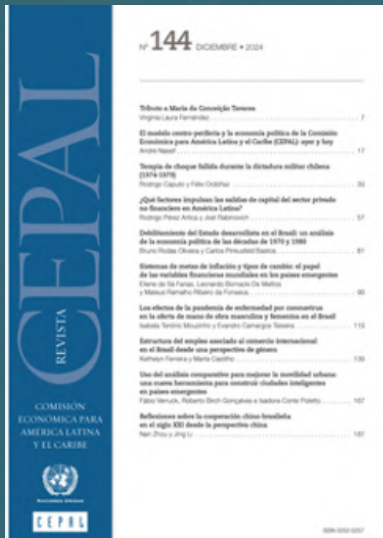 REVISTA
CEPAL
COMISIÓN
ECONÓMICA PARA
AMÉRICA LATINA
Y EL CARIBE
NACIONES UNIDAS
CEPAL
Nº 144 DICIEMBRE • 2024
Tributo a Maria da Conceição Tavares
Virginia Laura Fernández 7
El modelo centro-periferia y la economía política de la Comisión
Económica para América Latina y el Caribe (CEPAL): ayer y hoy
André Nassif 17
Terapia de choque fallida durante la dictadura militar chilena
(1974-1979)
Rodrigo Caputo y Félix Ordóñez 39
¿Qué factores impulsan las salidas de capital del sector privado
no financiero en América Latina?
Rodrigo Pérez Artica y Joel Rabinovich 57
Debilitamiento del Estado desarrollista en el Brasil: un análisis
de la economía política de las décadas de 1970 y 1980
Bruno Rodas Oliveira y Carlos Pinkusfeld Bastos 81
Sistemas de metas de inflación y tipos de cambio: el papel
de las variables financieras mundiales en los países emergentes
Eliene de Sá Farias, Leonardo Bornacki De Mattos
y Mateus Ramalho Ribeiro da Fonseca 99
Los efectos de la pandemia de enfermedad por coronavirus
en la oferta de mano de obra masculina y femenina en el Brasil
Isabela Tenório Mouzinho y Evandro Camargos Teixeira 119
Estructura del empleo asociado al comercio internacional
en el Brasil desde una perspectiva de género
Kethelyn Ferreira y Marta Castilho 139
Uso del análisis comparativo para mejorar la movilidad urbana:
una nueva herramienta para construir ciudades inteligentes
en países emergentes
Fábio Verruck, Roberto Birch Gonçalves e Isadora Conte Poletto 167
Reflexiones sobre la cooperación chino-brasileña
en el siglo XXI desde la perspectiva china
Nan Zhou y Jing Li 187
ISSN 0252-0257